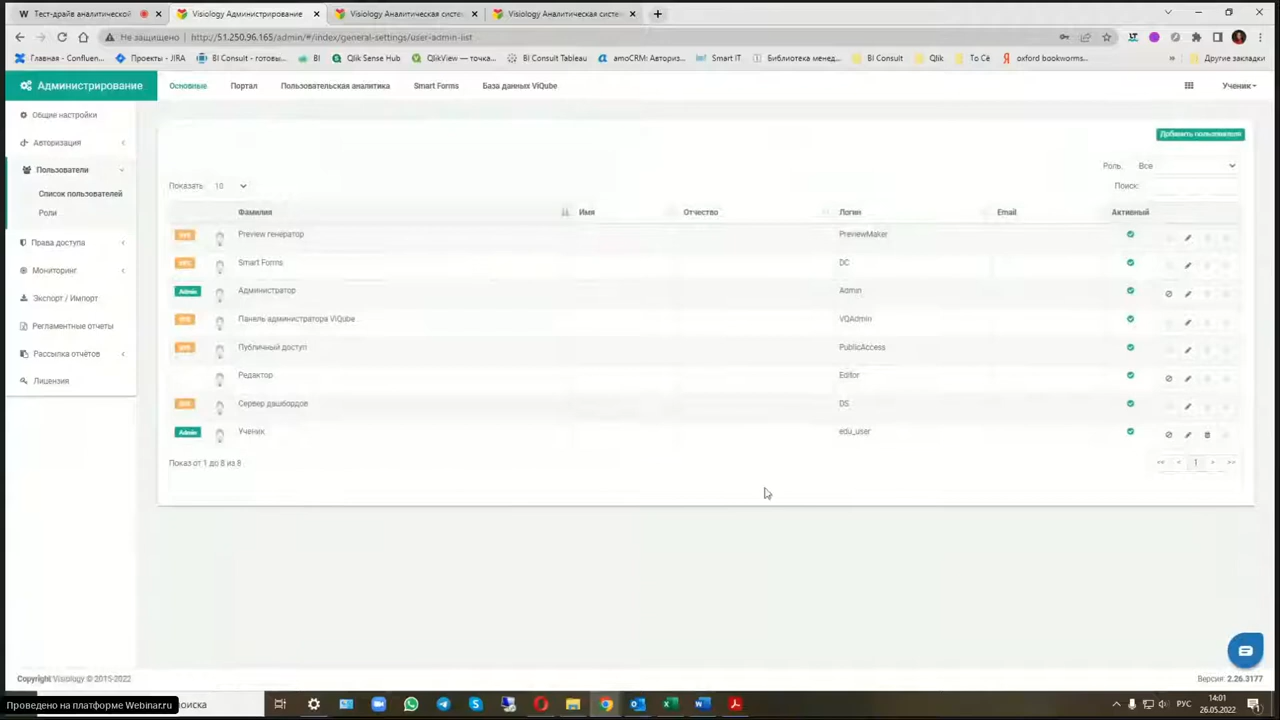 Тест-драйв аналитической
Visiology Администрирование
Visiology Аналитическая систе
Visiology Аналитическая систе
Не защищено | http://51.250.96.165/admin/#/index/general-settings/user-admin-list
Главная - Confluen...
Проекты - JIRA
BI Consult - готовы...
BI
Qlik Sense Hub
QlikView — точка...
BI Consult Tableau
amoCRM: Авториз...
Smart IT
Библиотека менед...
BI Consult
Qlik
То Сё
oxford bookworms...
»
Другие закладки
Администрирование
Основные
Портал
Пользовательская аналитика
Smart Forms
База данных ViQube
Ученик
Общие настройки
Авторизация
Пользователи
Список пользователей
Роли
Права доступа
Мониторинг
Экспорт / Импорт
Регламентные отчеты
Рассылка отчётов
Лицензия
Добавить пользователя
Роль: Все
Показать 10
Поиск:
Фамилия Имя Отчество Логин Email Активный
Preview генератор PreviewMaker
Smart Forms DC
Admin Администратор Admin
Панель администратора ViQube VQAdmin
Публичный доступ PublicAccess
Редактор Editor
Сервер дашбордов DS
Admin Ученик edu_user
Показ от 1 до 8 из 8
<< < 1 > >>
Copyright Visiology © 2015-2022
Версия: 2.26.3177
Проведено на платформе Webinar.ru
поиска
РУС
14:01
26.05.2022